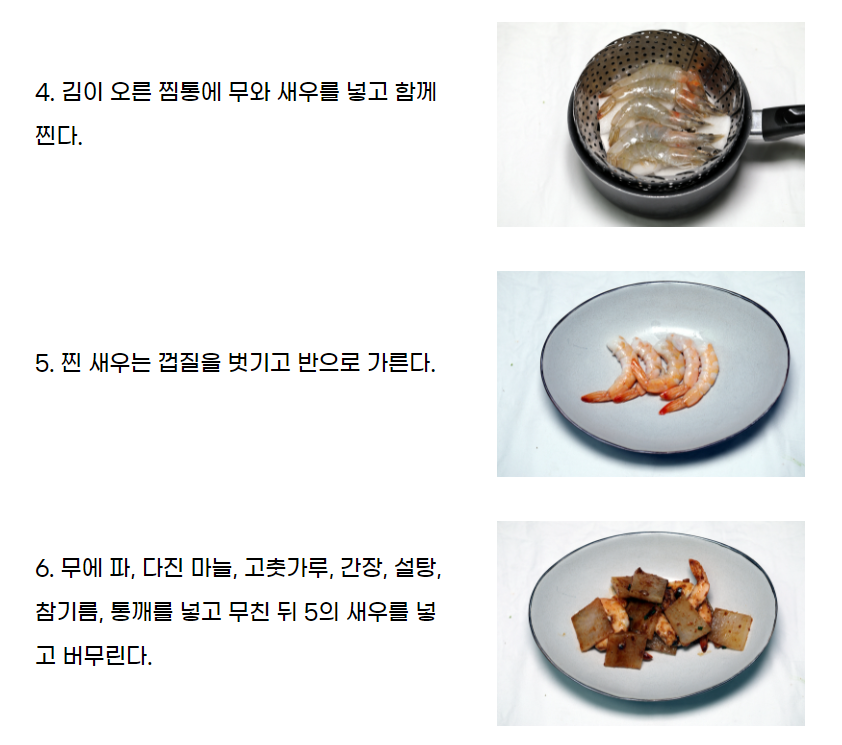 4. 김이 오른 찜통에 무와 새우를 넣고 함께
찐다.
5. 찐 새우는 껍질을 벗기고 반으로 가른다.
6. 무에 파, 다진 마늘, 고춧가루, 간장, 설탕,
참기름, 통깨를 넣고 무친 뒤 5의 새우를 넣
고 버무린다.